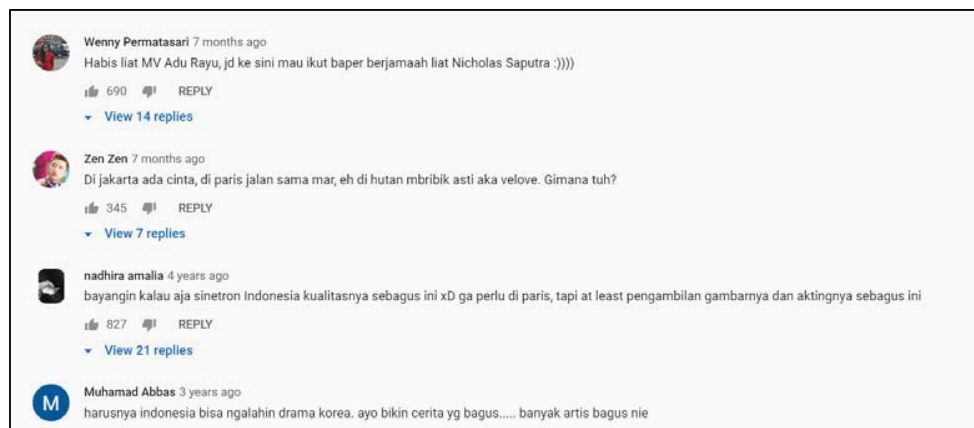 Wenny Permatasari 7 months ago
Habis liat MV Adu Rayu, jd ke sini mau ikut baper berjamaah liat Nicholas Saputra :))))
690 REPLY
View 14 replies
Zen Zen 7 months ago
Di jakarta ada cinta, di paris jalan sama mar, eh di hutan mbribik asti aka velove. Gimana tuh?
345 REPLY
View 7 replies
nadhira amalia 4 years ago
bayangin kalau aja sinetron Indonesia kualitasnya sebagus ini xD ga perlu di paris, tapi at least pengambilan gambarnya dan aktingnya sebagus ini
827 REPLY
View 21 replies
M
Muhamad Abbas 3 years ago
harusnya indonesia bisa ngalahin drama korea. ayo bikin cerita yg bagus..... banyak artis bagus nie